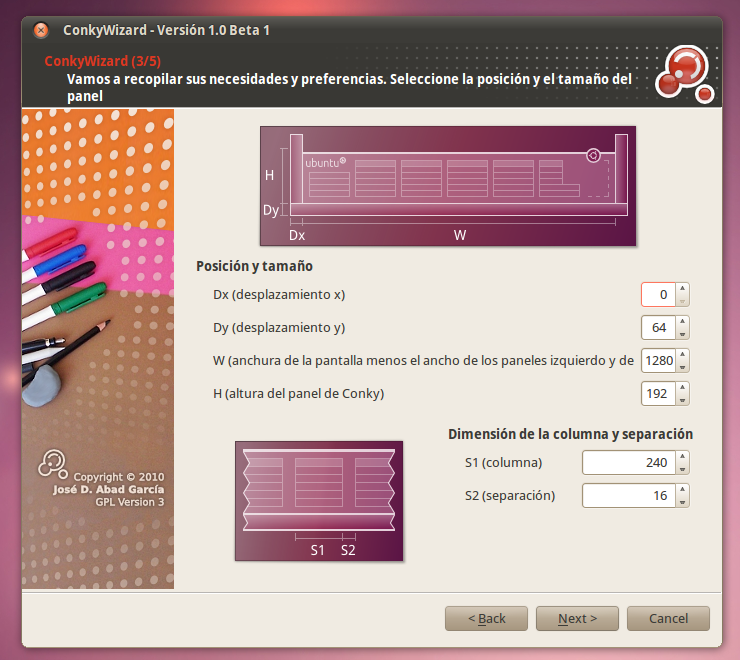 ConkyWizard - Versión 1.0 Beta 1
ConkyWizard (3/5)
Vamos a recopilar sus necesidades y preferencias. Seleccione la posición y el tamaño del
panel
ubuntu®
H
Dy
Dx
W
Posición y tamaño
Dx (desplazamiento x) 0
Dy (desplazamiento y) 64
W (anchura de la pantalla menos el ancho de los paneles izquierdo y de 1280
H (altura del panel de Conky) 192
Dimensión de la columna y separación
S1 (columna) 240
S2 (separación) 16
S1 S2
Copyright © 2010
José D. Abad García
GPL Version 3
< Back
Next >
Cancel